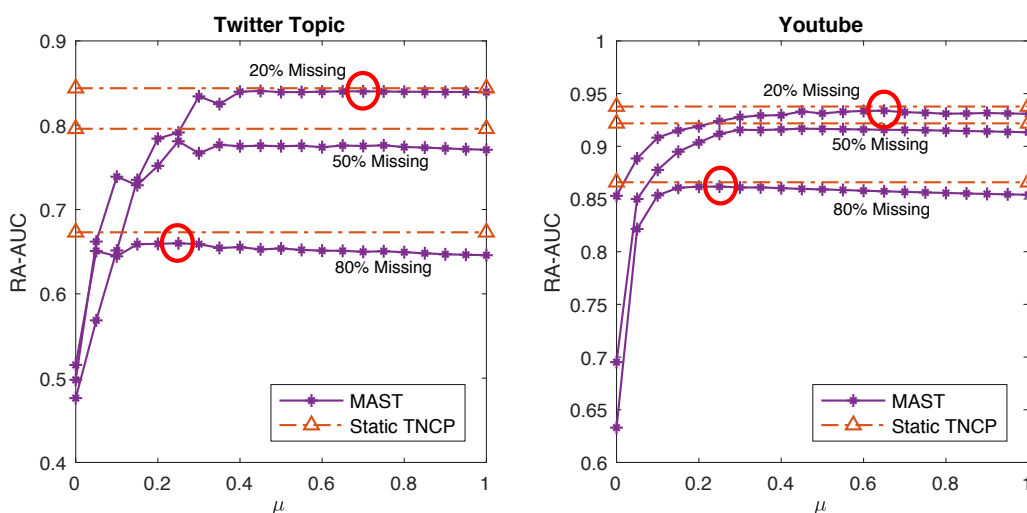 Twitter Topic
RA-AUC
0.9
0.8
0.7
0.6
0.5
0.4
20% Missing
50% Missing
80% Missing
MAST
Static TNCP
0 0.2 0.4 0.6 0.8 1
μ
Youtube
RA-AUC
1
0.95
0.9
0.85
0.8
0.75
0.7
0.65
0.6
20% Missing
50% Missing
80% Missing
MAST
Static TNCP
0 0.2 0.4 0.6 0.8 1
μ